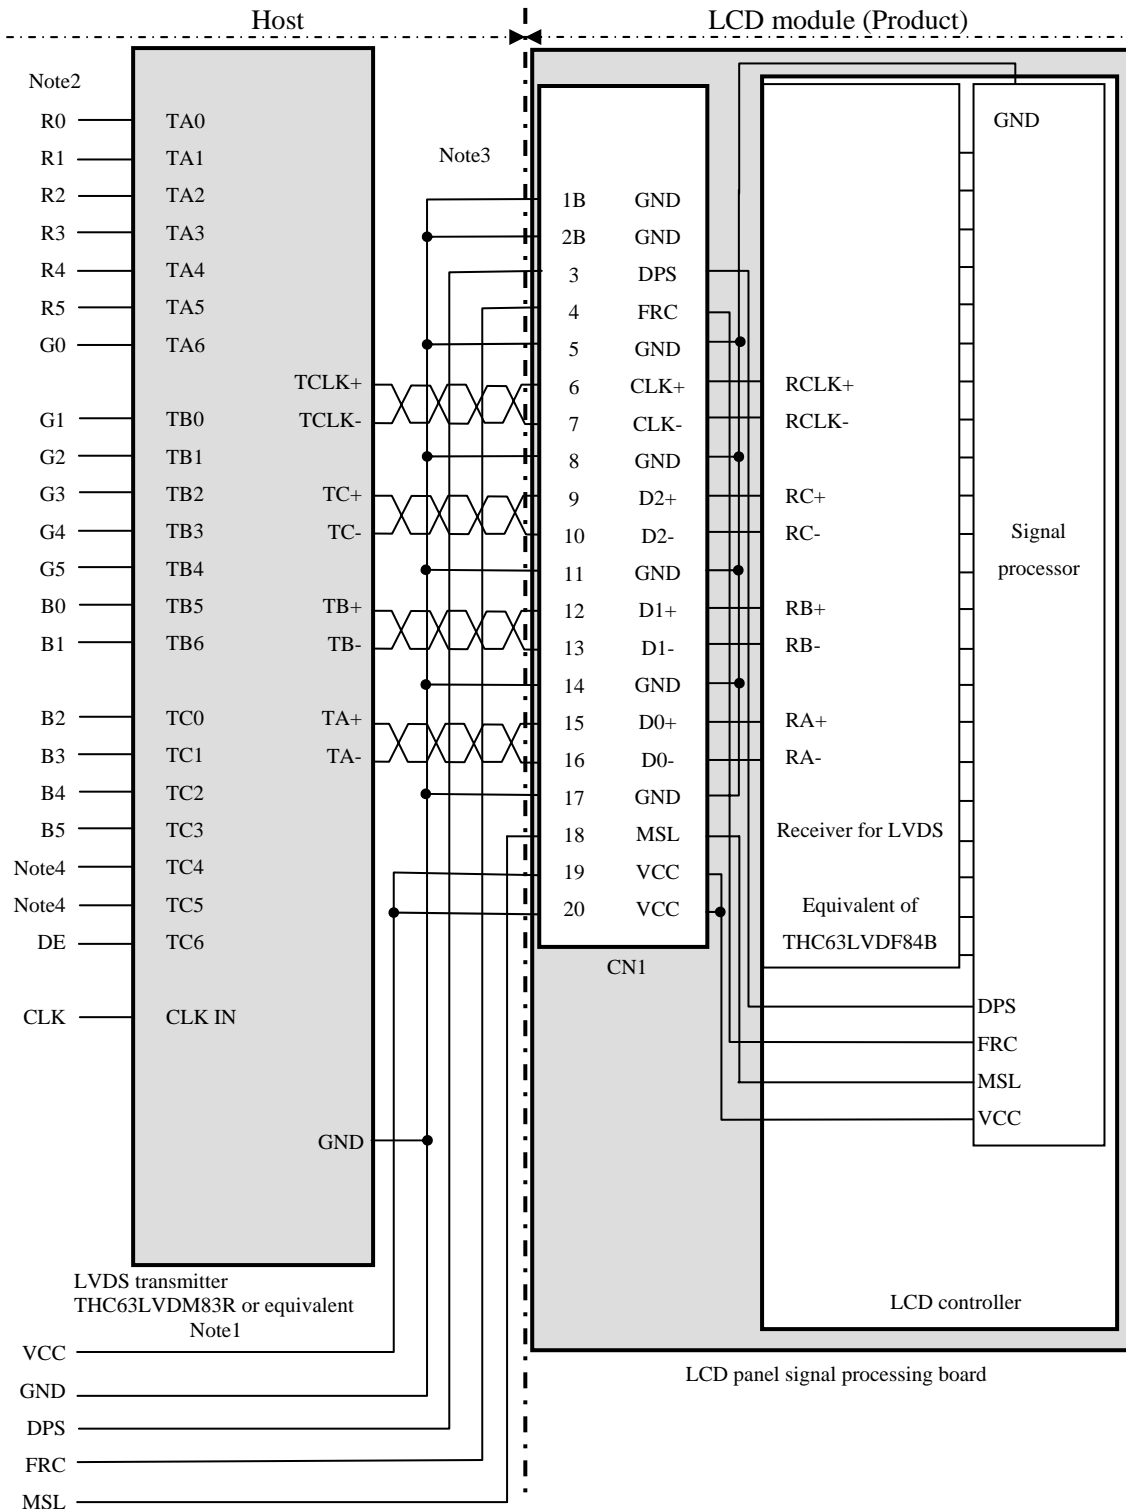 Host
LCD module (Product)
Note2
R0 TA0
R1 TA1
R2 TA2
R3 TA3
R4 TA4
R5 TA5
G0 TA6
G1 TB0
G2 TB1
G3 TB2
G4 TB3
G5 TB4
B0 TB5
B1 TB6
B2 TC0
B3 TC1
B4 TC2
B5 TC3
Note4 TC4
Note4 TC5
DE TC6
CLK CLK IN
TCLK+
TCLK-
TC+
TC-
TB+
TB-
TA+
TA-
GND
LVDS transmitter
THC63LVDM83R or equivalent
Note1
VCC
GND
DPS
FRC
MSL
Note3
1B GND
2B GND
3 DPS
4 FRC
5 GND
6 CLK+
7 CLK-
8 GND
9 D2+
10 D2-
11 GND
12 D1+
13 D1-
14 GND
15 D0+
16 D0-
17 GND
18 MSL
19 VCC
20 VCC
CN1
RCLK+
RCLK-
RC+
RC-
RB+
RB-
RA+
RA-
Receiver for LVDS
Equivalent of
THC63LVDF84B
GND
Signal
processor
DPS
FRC
MSL
VCC
LCD controller
LCD panel signal processing board